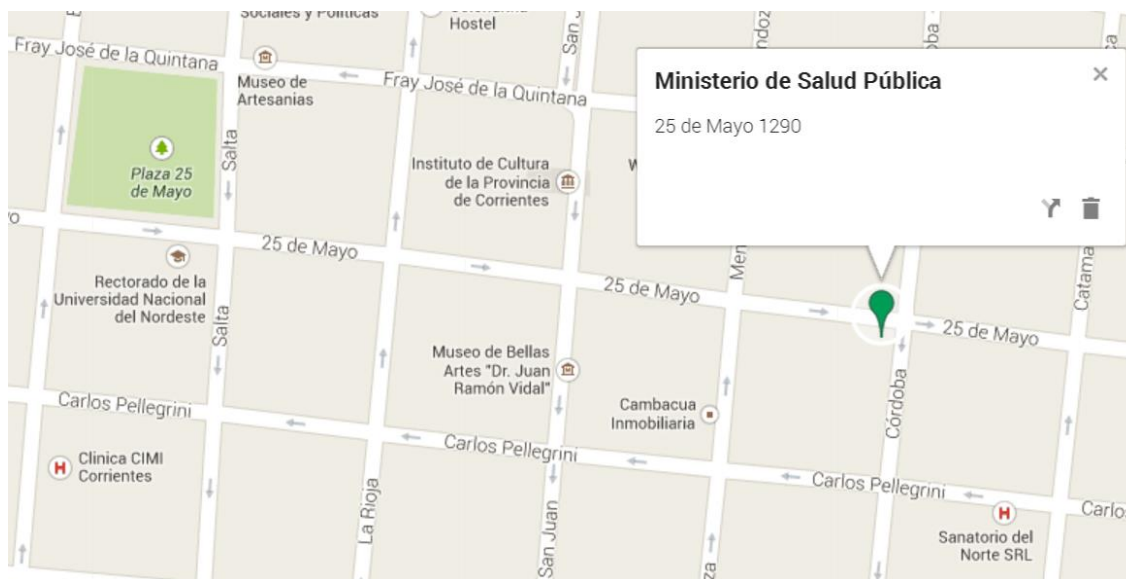 Sociales y Políticas
Hostel
San J
Fray José de la Quintana
Museo de
Artesanias
Fray José de la Quintana
Ministerio de Salud Pública
25 de Mayo 1290
Plaza 25
de Mayo
Salta
Instituto de Cultura
de la Provincia
de Corrientes
25 de Mayo
Rectorado de la
Universidad Nacional
del Nordeste
Salta
25 de Mayo
25 de Mayo
Museo de Bellas
Artes "Dr. Juan
Ramón Vidal"
Cambacua
Inmobiliaria
Córdoba
Carlos Pellegrini
Carlos Pellegrini
Carlos Pellegrini
Carlos
Clinica CIMI
Corrientes
La Rioja
San Juan
Sanatorio del
Norte SRL